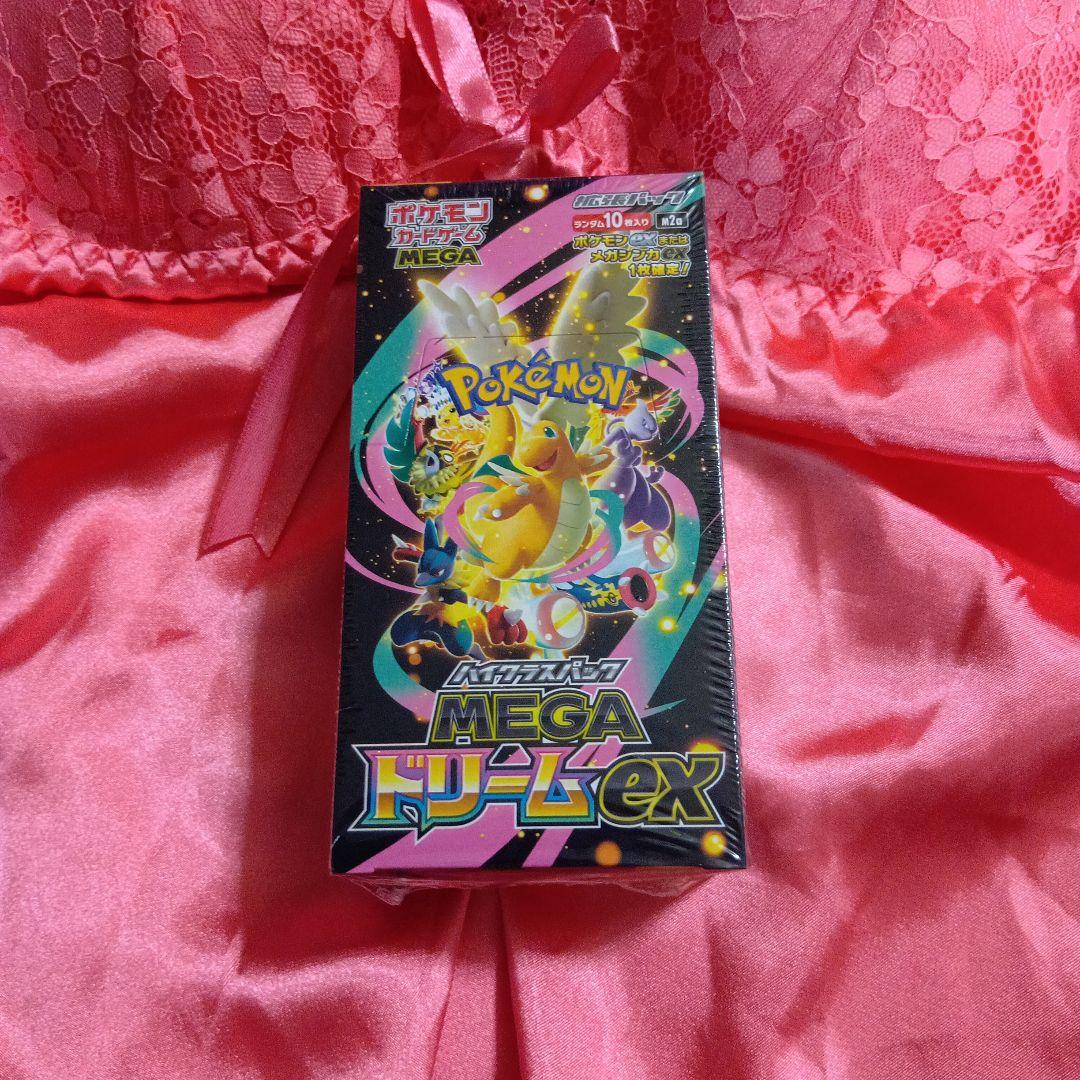 ポケモン
カードゲーム
MEGA
拡張パック
ランダム10枚入り M2a
ポケモンexまたは
メガシンカex
1枚確定!
POKéMON
ハイクラスパック
MEGA
ドリームex